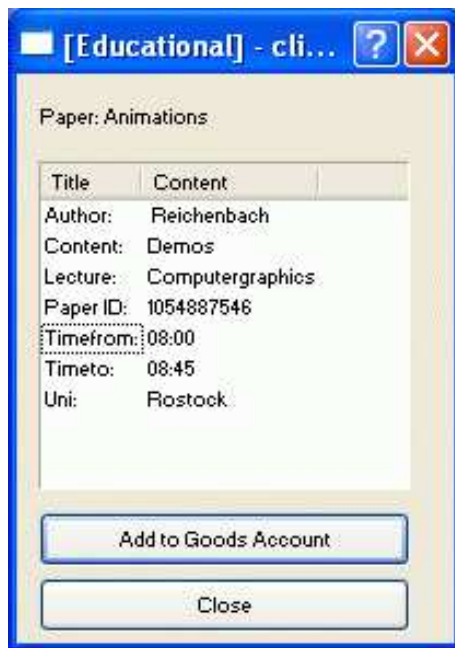 [Educational] - cli...
Paper: Animations
Title Content
Author: Reichenbach
Content: Demos
Lecture: Computergraphics
Paper ID: 1054887546
Timefrom: 08:00
Timeto: 08:45
Uni: Rostock
Add to Goods Account
Close